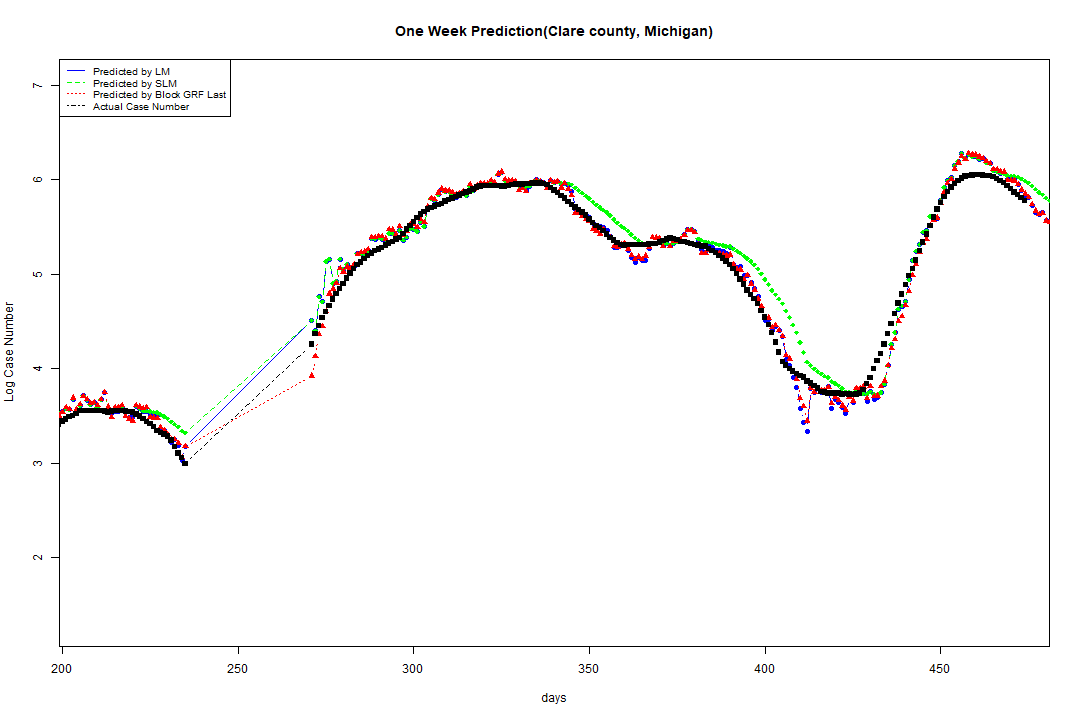 One Week Prediction(Clare county, Michigan)
Predicted by LM
Predicted by SLM
Predicted by Block GRF Last
Actual Case Number
7
6
5
4
3
2
Log Case Number
200 250 300 350 400 450
days